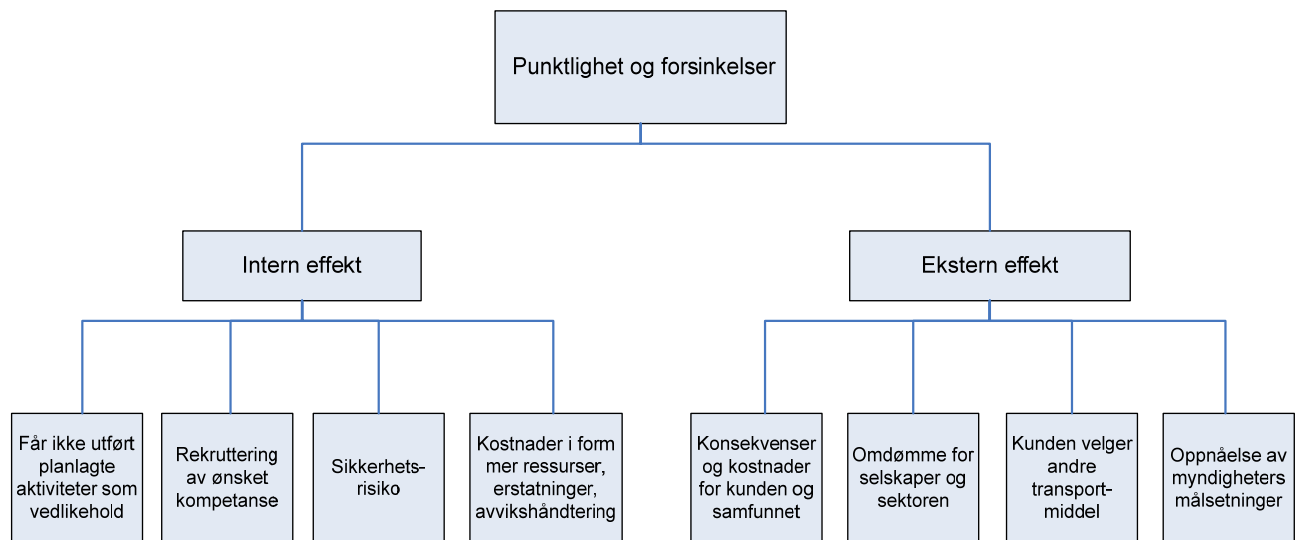 Punktlighet og forsinkelser
Intern effekt
Ekstern effekt
Får ikke utført
planlagte
aktiviteter som
vedlikehold
Rekruttering
av ønsket
kompetanse
Sikkerhets-
risiko
Kostnader i form
mer ressurser,
erstatninger,
avvikshåndtering
Konsekvenser
og kostnader
for kunden og
samfunnet
Omdømme for
selskaper og
sektoren
Kunden velger
andre
transport-
middel
Oppnåelse av
myndigheters
målsetninger